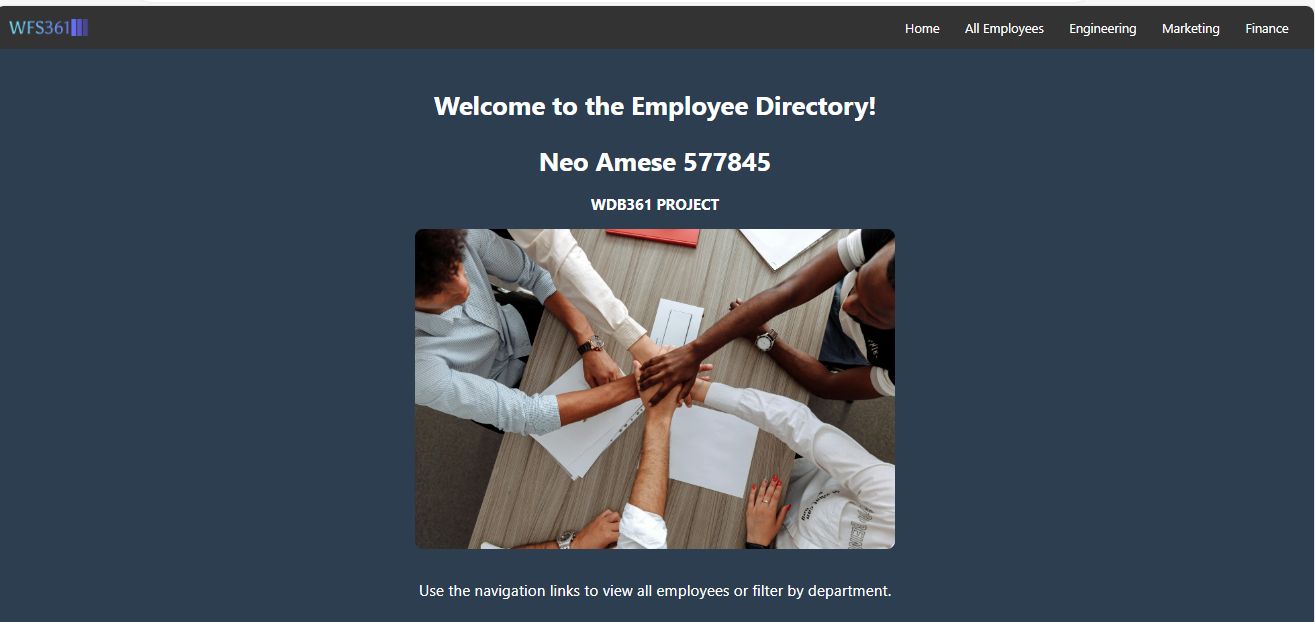 WFS361
Home All Employees Engineering Marketing Finance
Welcome to the Employee Directory!
Neo Amese 577845
WDB361 PROJECT
Use the navigation links to view all employees or filter by department.